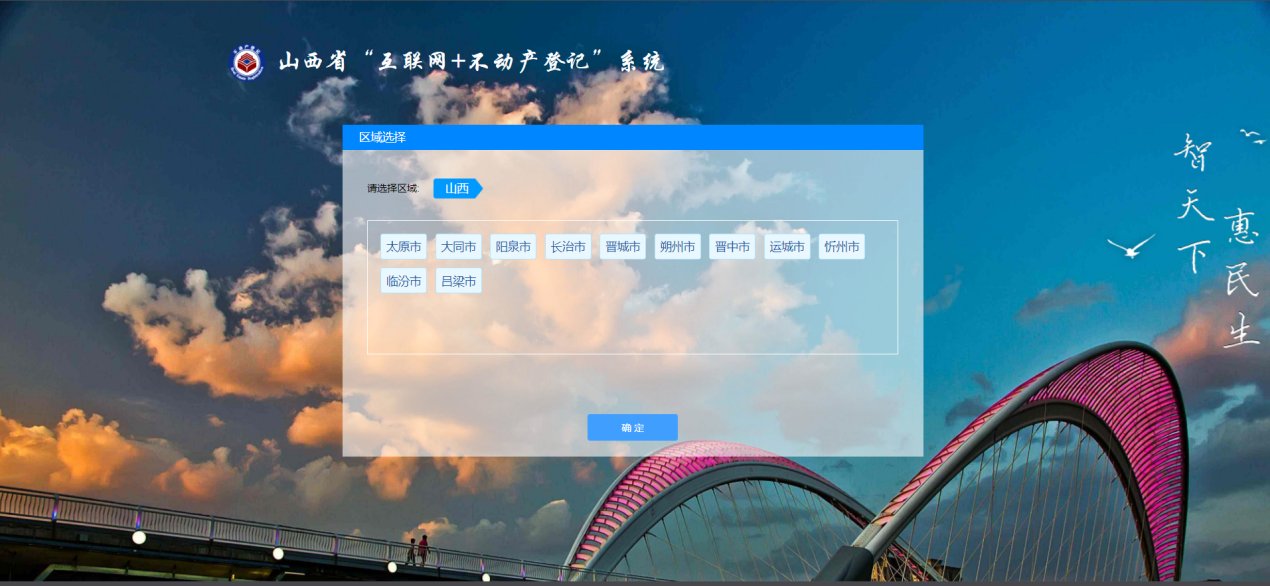 山西省“互联网+不动产登记”系统
区域选择
请选择区域: 山西
太原市 大同市 阳泉市 长治市 晋城市 朔州市 晋中市 运城市 忻州市
临汾市 吕梁市
确 定
智天下
惠民生